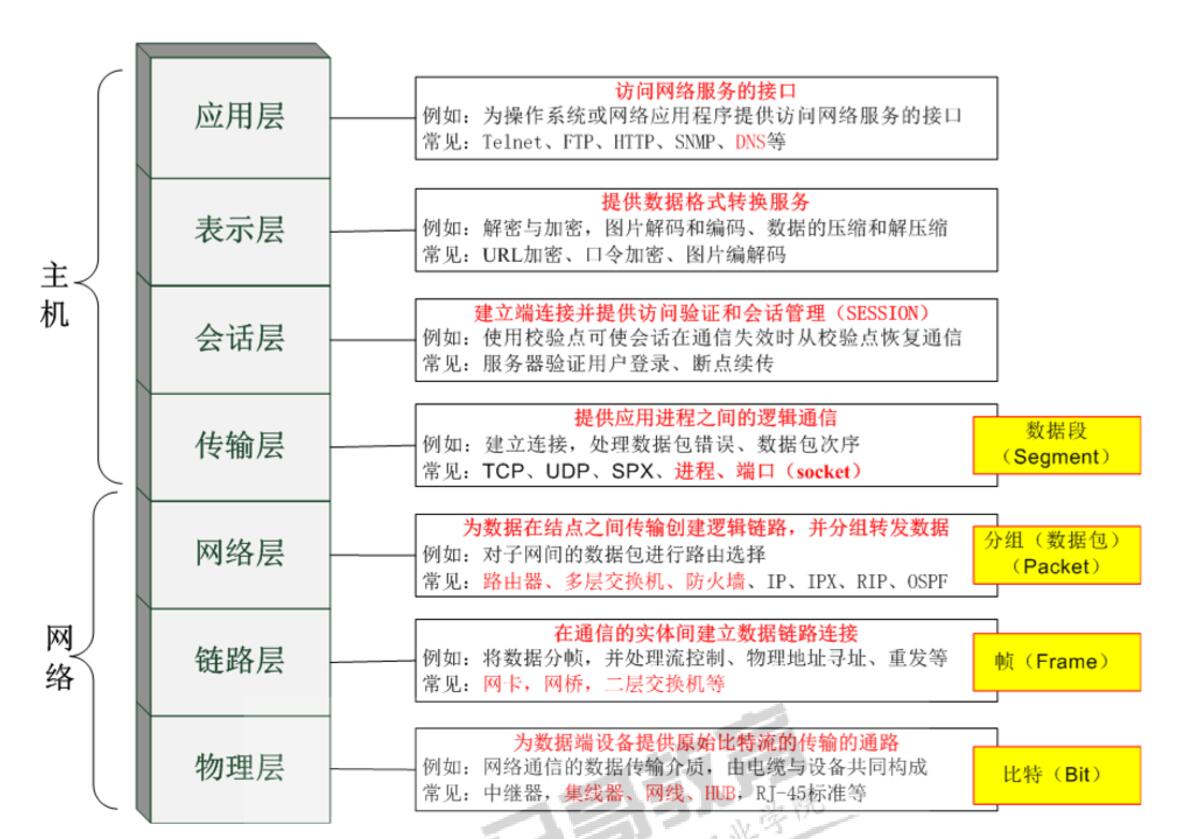 应用层
访问网络服务的接口
例如：为操作系统或网络应用程序提供访问网络服务的接口
常见：Telnet、FTP、HTTP、SNMP、DNS等
表示层
提供数据格式转换服务
例如：解密与加密，图片解码和编码、数据的压缩和解压缩
常见：URL加密、口令加密、图片编解码
主
机
会话层
建立端连接并提供访问验证和会话管理（SESSION）
例如：使用校验点可使会话在通信失效时从校验点恢复通信
常见：服务器验证用户登录、断点续传
传输层
提供应用进程之间的逻辑通信
例如：建立连接，处理数据包错误、数据包次序
常见：TCP、UDP、SPX、进程、端口（socket）
数据段
（Segment）
网络层
为数据在结点之间传输创建逻辑链路，并分组转发数据
例如：对子网间的数据包进行路由选择
常见：路由器、多层交换机、防火墙、IP、IPX、RIP、OSPF
分组（数据包）
（Packet）
网
络
链路层
在通信的实体间建立数据链路连接
例如：将数据分帧，并处理流控制、物理地址寻址、重发等
常见：网卡，网桥，二层交换机等
帧（Frame）
物理层
为数据端设备提供原始比特流的传输的通路
例如：网络通信的数据传输介质，由电缆与设备共同构成
常见：中继器，集线器、网线、HUB，RJ-45标准等
比特（Bit）